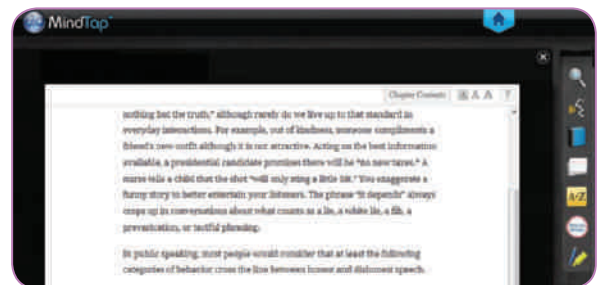 MindTap
Chapter Contents A A A ?
nothing but the truth," although rarely do we live up to that standard in
everyday interactions. For example, out of kindness, someone compliments a
friend's new outfit although it is not attractive. Acting on the best information
available, a presidential candidate promises there will be "no new taxes." A
nurse tells a child that the shot "will only sting a little bit." You exaggerate a
funny story to better entertain your listeners. The phrase "It depends" always
crops up in conversations about what counts as a lie, a white lie, a fib, a
prevarication, or tactful phrasing.
In public speaking, most people would consider that at least the following
categories of behavior cross the line between honest and dishonest speech.
A-Z